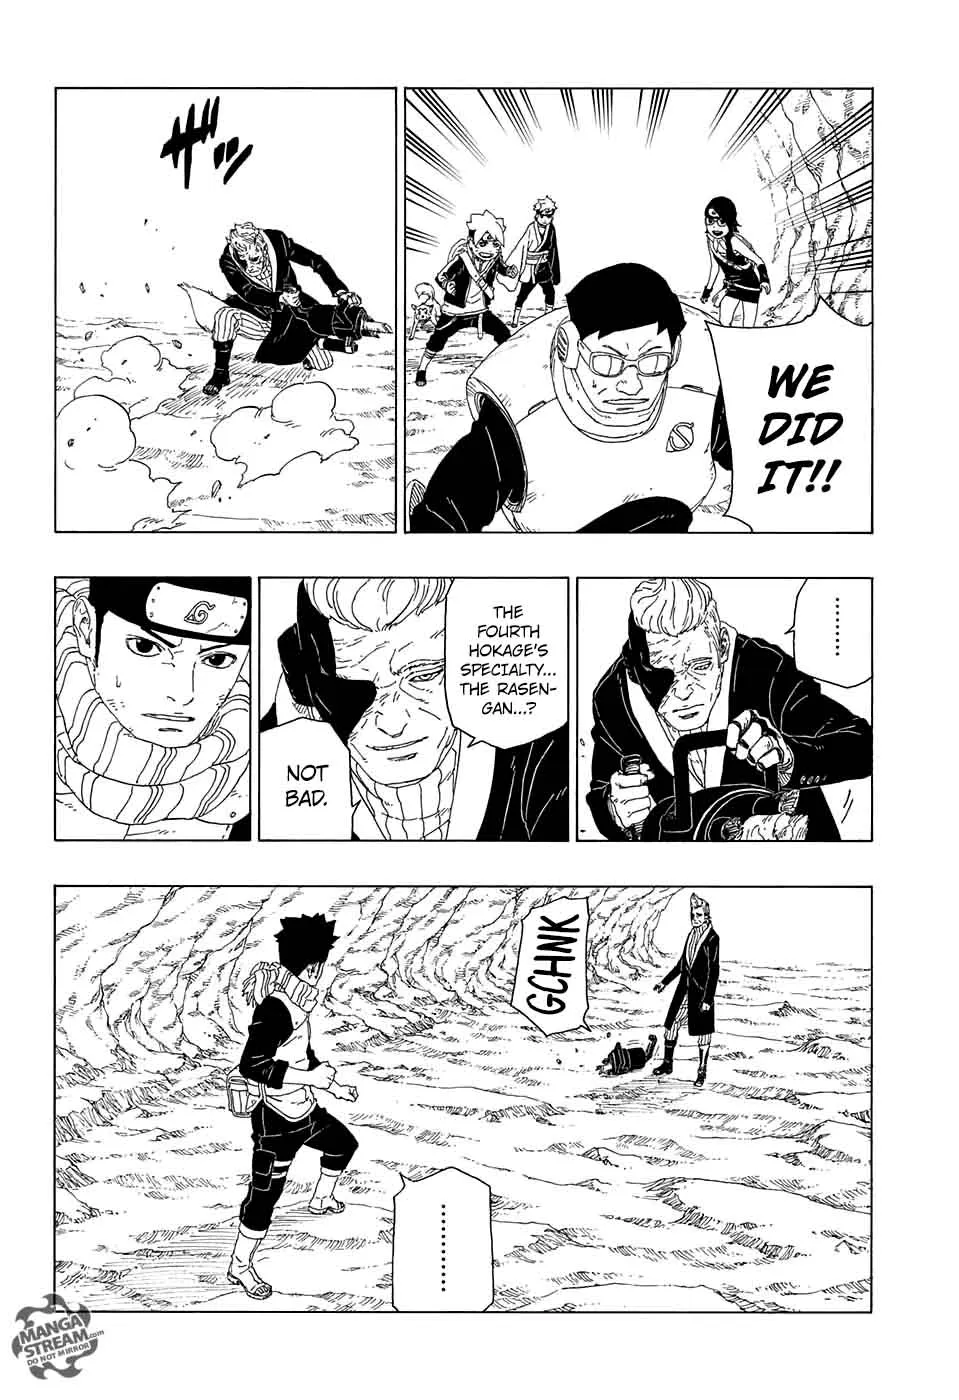 WE
DID
IT!!
ザザッ
.........
THE
FOURTH
HOKAGE'S
SPECIALTY...
THE RASEN-
GAN...?
NOT
BAD.
GCHNK
.........
MANGA
STREAM.com
DO NOT MIRROR